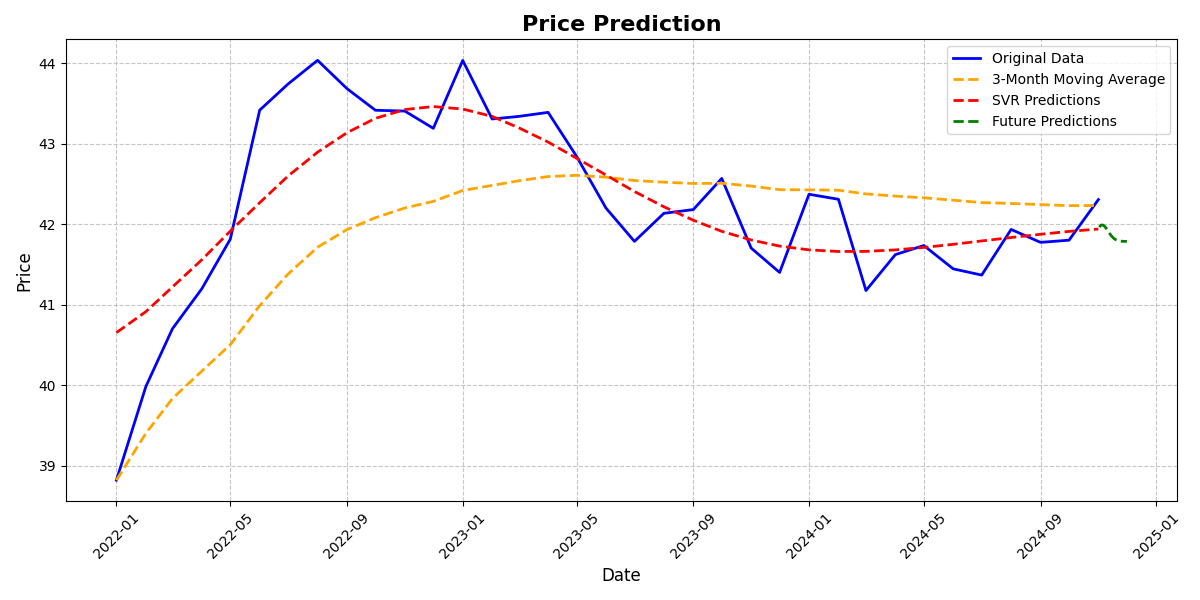 Price Prediction
Original Data
3-Month Moving Average
SVR Predictions
Future Predictions
Price
44
43
42
41
40
39
2022-01
2022-05
2022-09
2023-01
2023-05
2023-09
2024-01
2024-05
2024-09
2025-01
Date